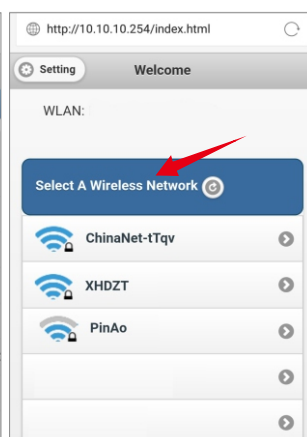 http://10.10.10.254/index.html
Setting
Welcome
WLAN:
Select A Wireless Network
ChinaNet-tTqv
XHDZT
PinAo